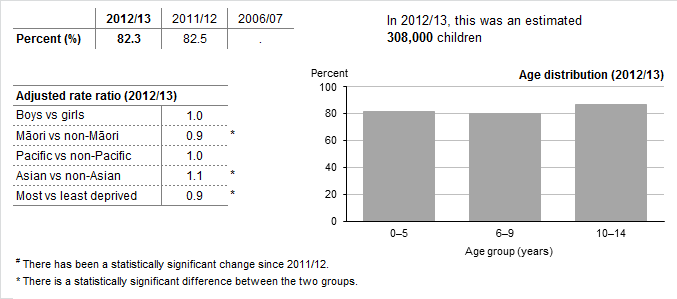 2012/13 2011/12 2006/07
Percent (%) 82.3 82.5 .
In 2012/13, this was an estimated
308,000 children
Adjusted rate ratio (2012/13)
Boys vs girls 1.0
Māori vs non-Māori 0.9 *
Pacific vs non-Pacific 1.0
Asian vs non-Asian 1.1 *
Most vs least deprived 0.9 *
Percent Age distribution (2012/13)
100
80
60
40
20
0
0–5 6–9 10–14
Age group (years)
# There has been a statistically significant change since 2011/12.
* There is a statistically significant difference between the two groups.